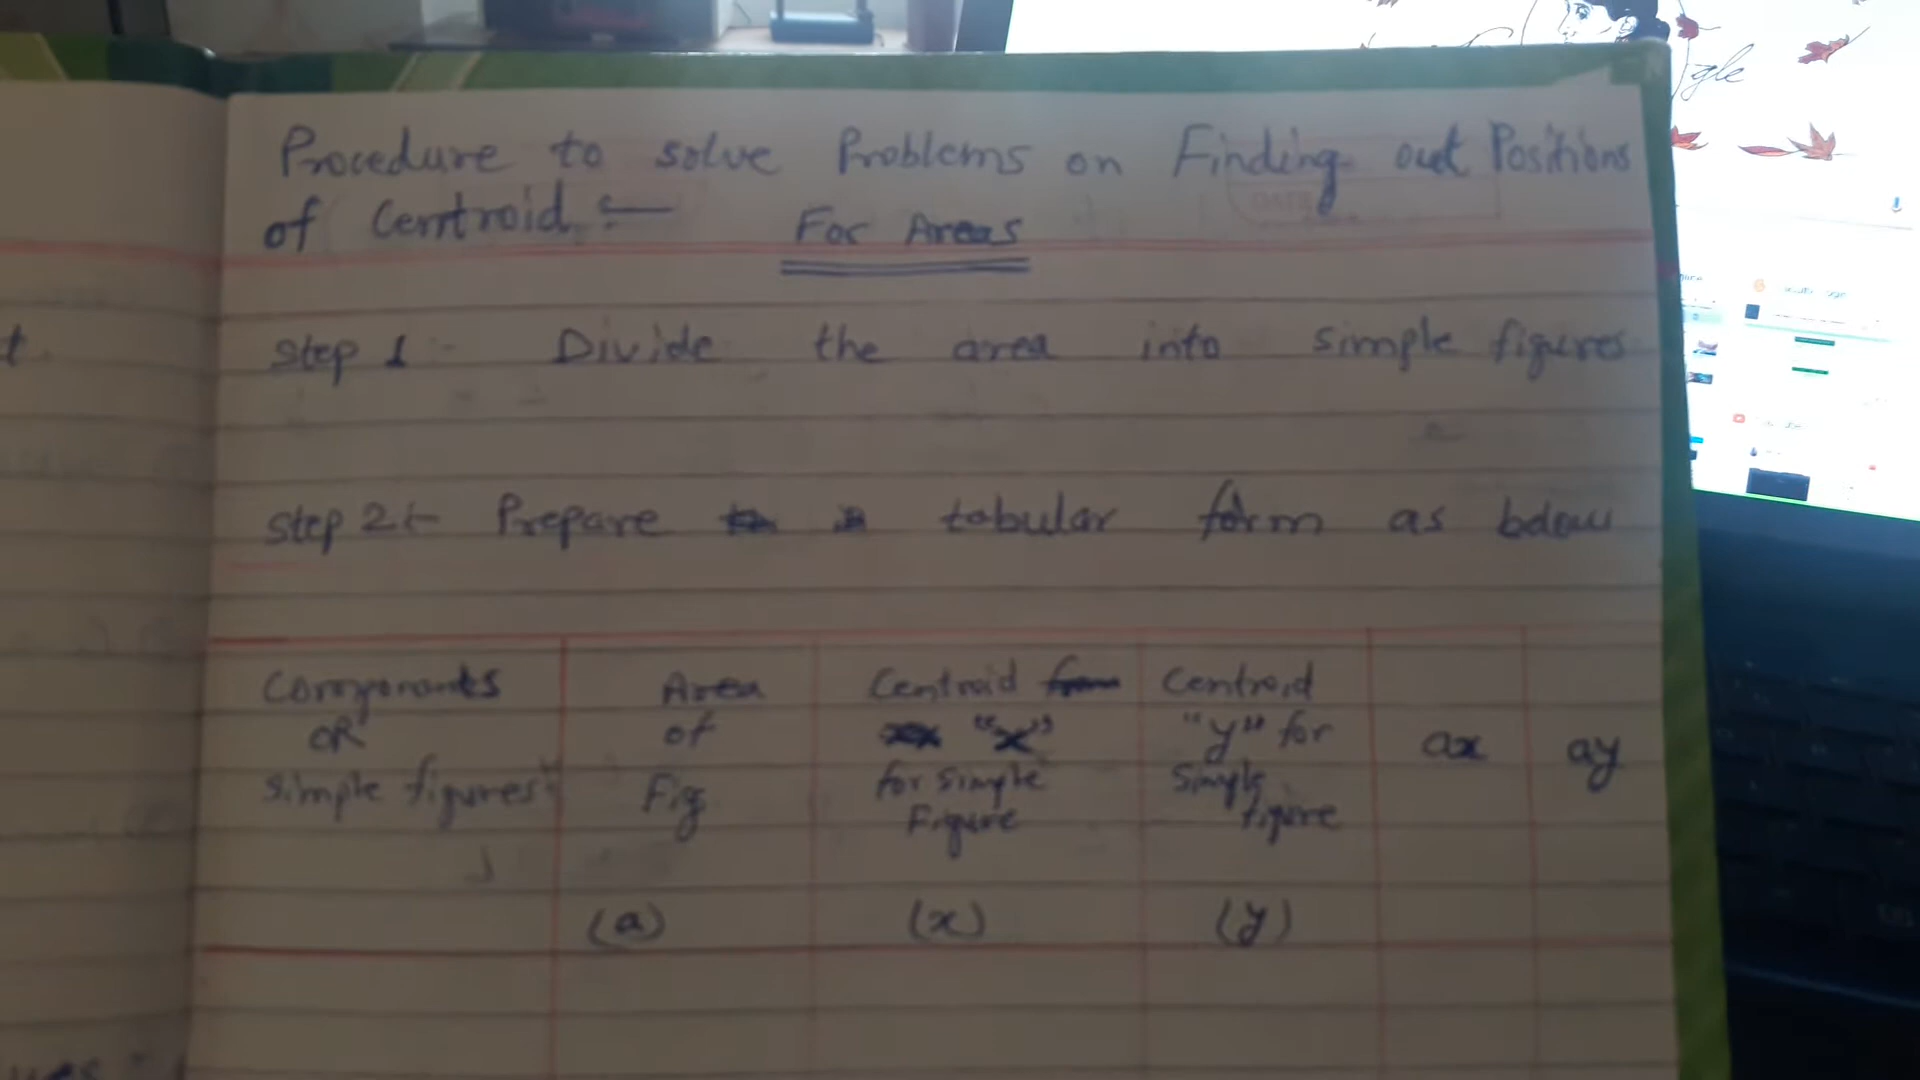 Procedure to solve Problems on Finding out Positions
of Centroid :-
For Areas
Step 1 :- Divide the area into simple figures
Step 2 :- Prepare tabular form as below
Components
OR
Simple figures
Area
of
Fig
(a)
Centroid
"x"
for simple
Figure
(x)
Centroid
"y" for
Simple
figure
(y)
ax
ay
t
gle
DATE